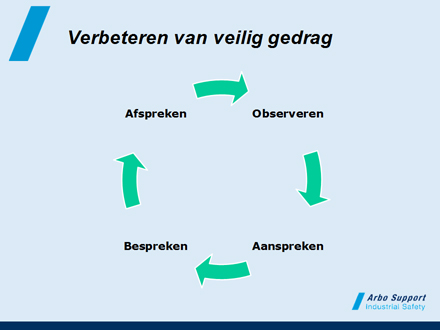 Verbeteren van veilig gedrag
Afspreken
Observeren
Bespreken
Aanspreken
Arbo Support
Industrial Safety